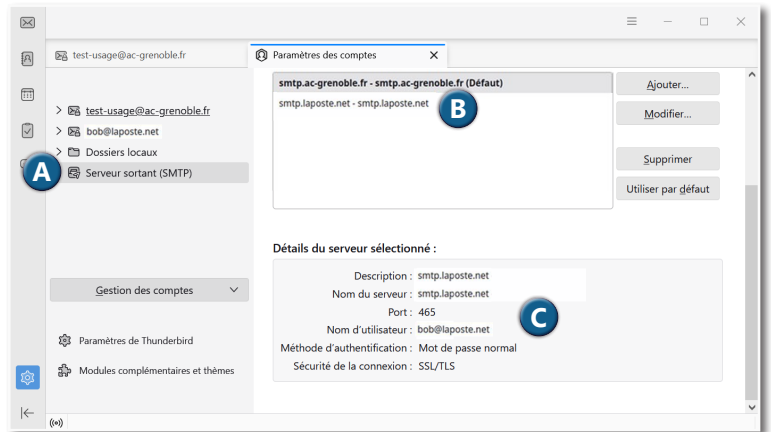 test-usage@ac-grenoble.fr
Paramètres des comptes
test-usage@ac-grenoble.fr
bob@laposte.net
Dossiers locaux
A
Serveur sortant (SMTP)
Gestion des comptes
Paramètres de Thunderbird
Modules complémentaires et thèmes
smtp.ac-grenoble.fr - smtp.ac-grenoble.fr (Défaut)
smtp.laposte.net - smtp.laposte.net
B
Ajouter...
Modifier...
Supprimer
Utiliser par défaut
Détails du serveur sélectionné :
Description : smtp.laposte.net
Nom du serveur : smtp.laposte.net
Port : 465
Nom d'utilisateur : bob@laposte.net
Méthode d'authentification : Mot de passe normal
Sécurité de la connexion : SSL/TLS
C